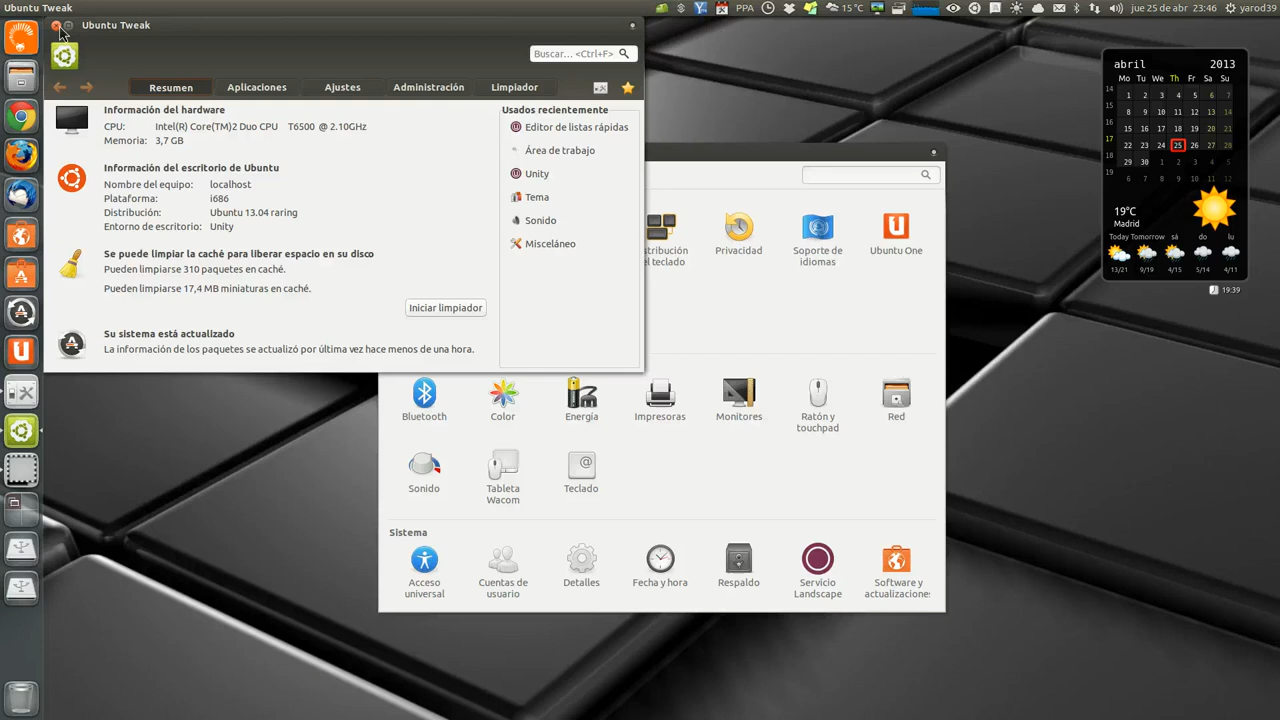 Ubuntu Tweak
PPA
15 °C
jue 25 de abr
23:46
yarod39
Ubuntu Tweak
Buscar... <Ctrl+F>
Resumen
Aplicaciones
Ajustes
Administración
Limpiador
Información del hardware
CPU: Intel(R) Core(TM)2 Duo CPU T6500 @ 2.10GHz
Memoria: 3,7 GB
Información del escritorio de Ubuntu
Nombre del equipo: localhost
Plataforma: i686
Distribución: Ubuntu 13.04 raring
Entorno de escritorio: Unity
Se puede limpiar la caché para liberar espacio en su disco
Pueden limpiarse 310 paquetes en caché.
Pueden limpiarse 17,4 MB miniaturas en caché.
Iniciar limpiador
Su sistema está actualizado
La información de los paquetes se actualizó por última vez hace menos de una hora.
Usados recientemente
Editor de listas rápidas
Área de trabajo
Unity
Tema
Sonido
Misceláneo
Privacidad
Soporte de
idiomas
Ubuntu One
Bluetooth
Color
Energía
Impresoras
Monitores
Ratón y
touchpad
Red
Sonido
Tableta
Wacom
Teclado
Sistema
Acceso
universal
Cuentas de
usuario
Detalles
Fecha y hora
Respaldo
Servicio
Landscape
Software y
actualizaciones
abril 2013
Mo Tu We Th Fr Sa Su
14 1 2 3 4 5 6 7
8 9 10 11 12 13 14
15 16 17 18 19 20 21
17 22 23 24 25 26 27 28
29 30 1 2 3 4 5
19 6 7 8 9 10 11 12
19°C
Madrid
Today Tomorrow sá do lu
13/21 9/19 4/15 5/14 4/11
19:39